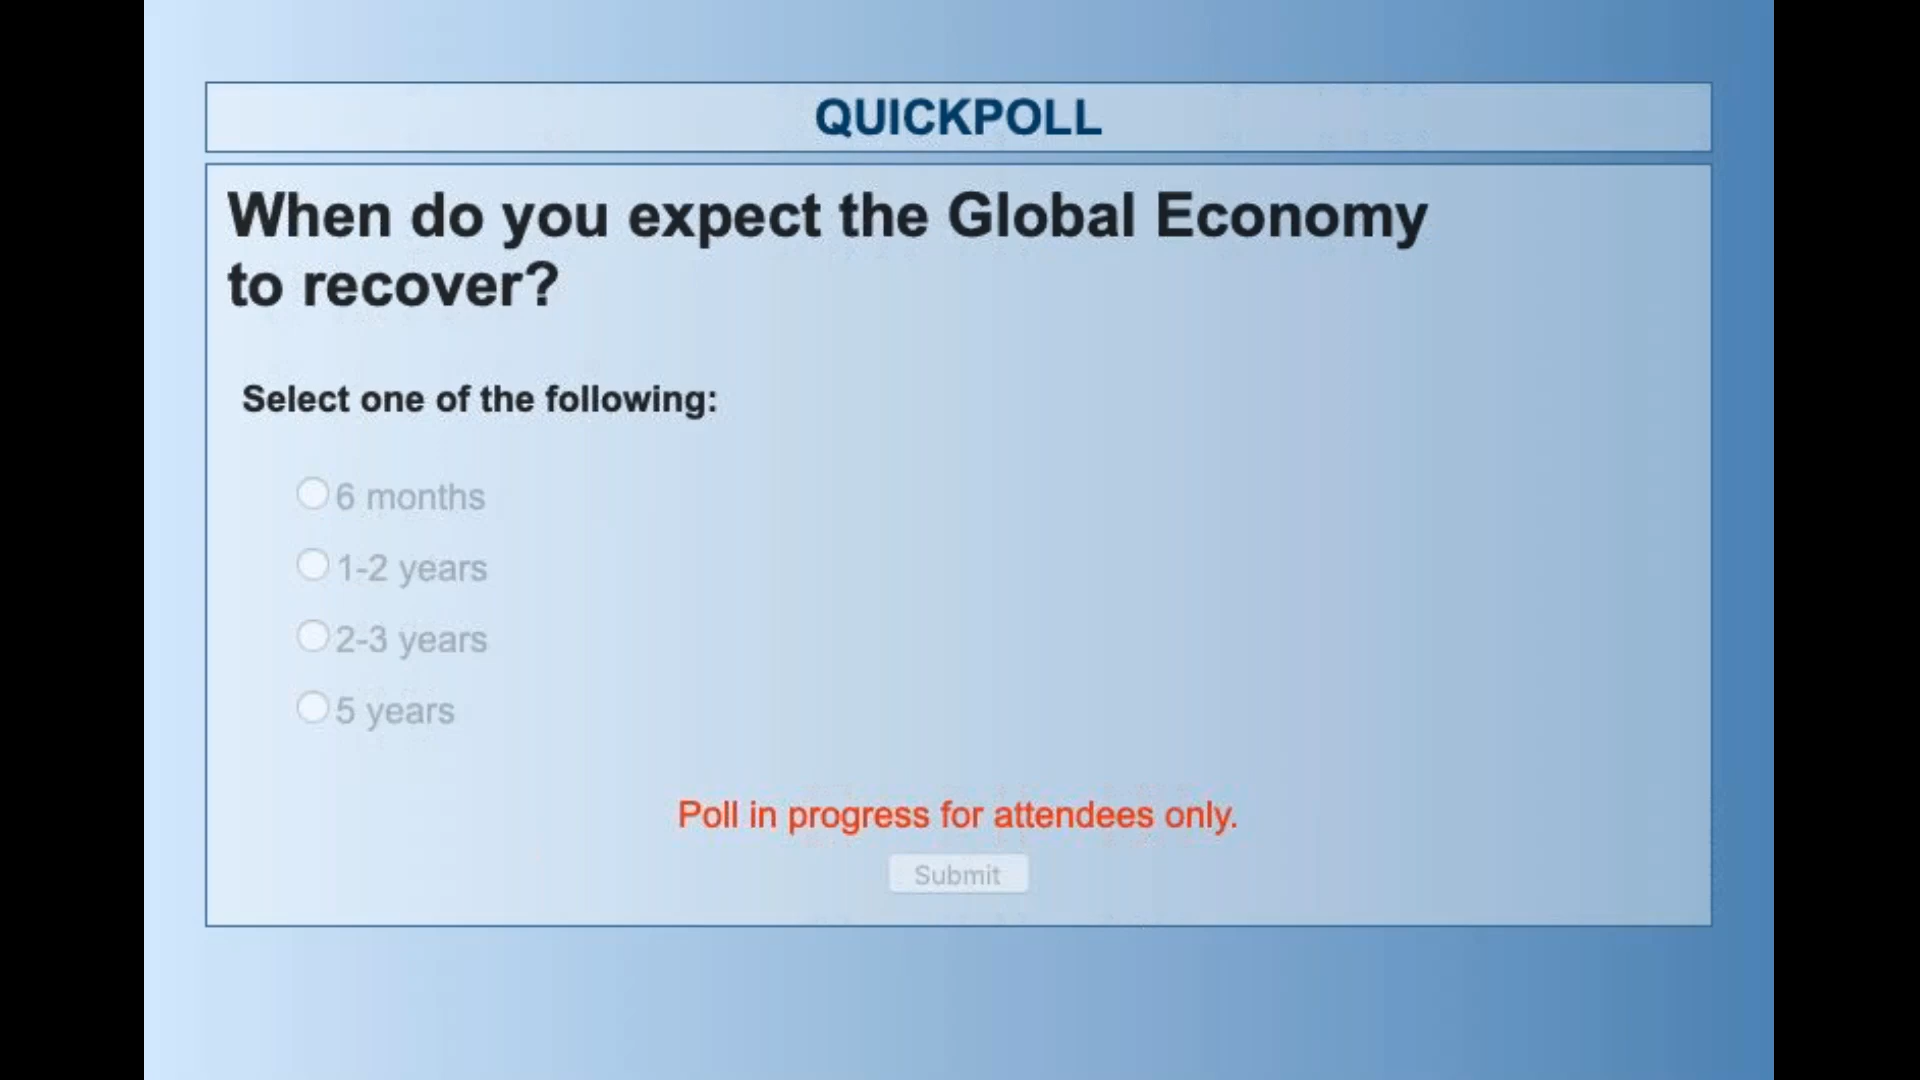 QUICKPOLL
When do you expect the Global Economy
to recover?
Select one of the following:
6 months
1-2 years
2-3 years
5 years
Poll in progress for attendees only.
Submit